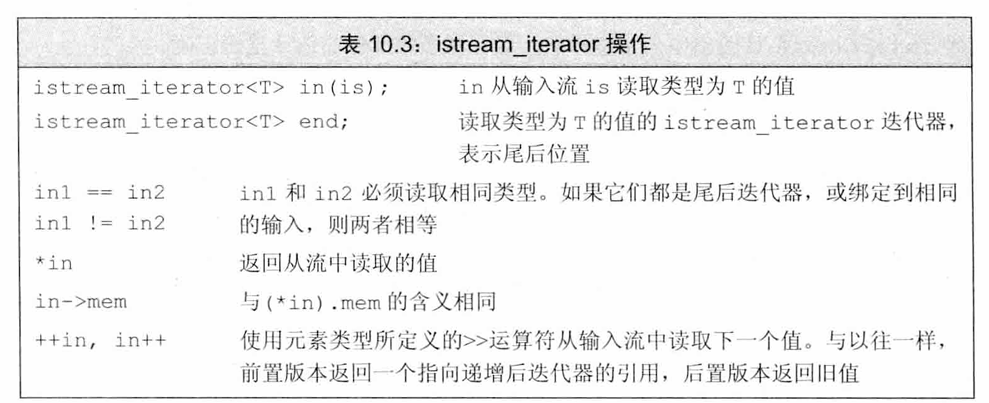 表 10.3：istream_iterator 操作
istream_iterator<T> in(is); in 从输入流 is 读取类型为 T 的值
istream_iterator<T> end; 读取类型为 T 的值的 istream_iterator 迭代器，
表示尾后位置
in1 == in2 in1 和 in2 必须读取相同类型。如果它们都是尾后迭代器，或绑定到相同
in1 != in2 的输入，则两者相等
*in 返回从流中读取的值
in->mem 与(*in).mem 的含义相同
++in, in++ 使用元素类型所定义的>>运算符从输入流中读取下一个值。与以往一样，
前置版本返回一个指向递增后迭代器的引用，后置版本返回旧值